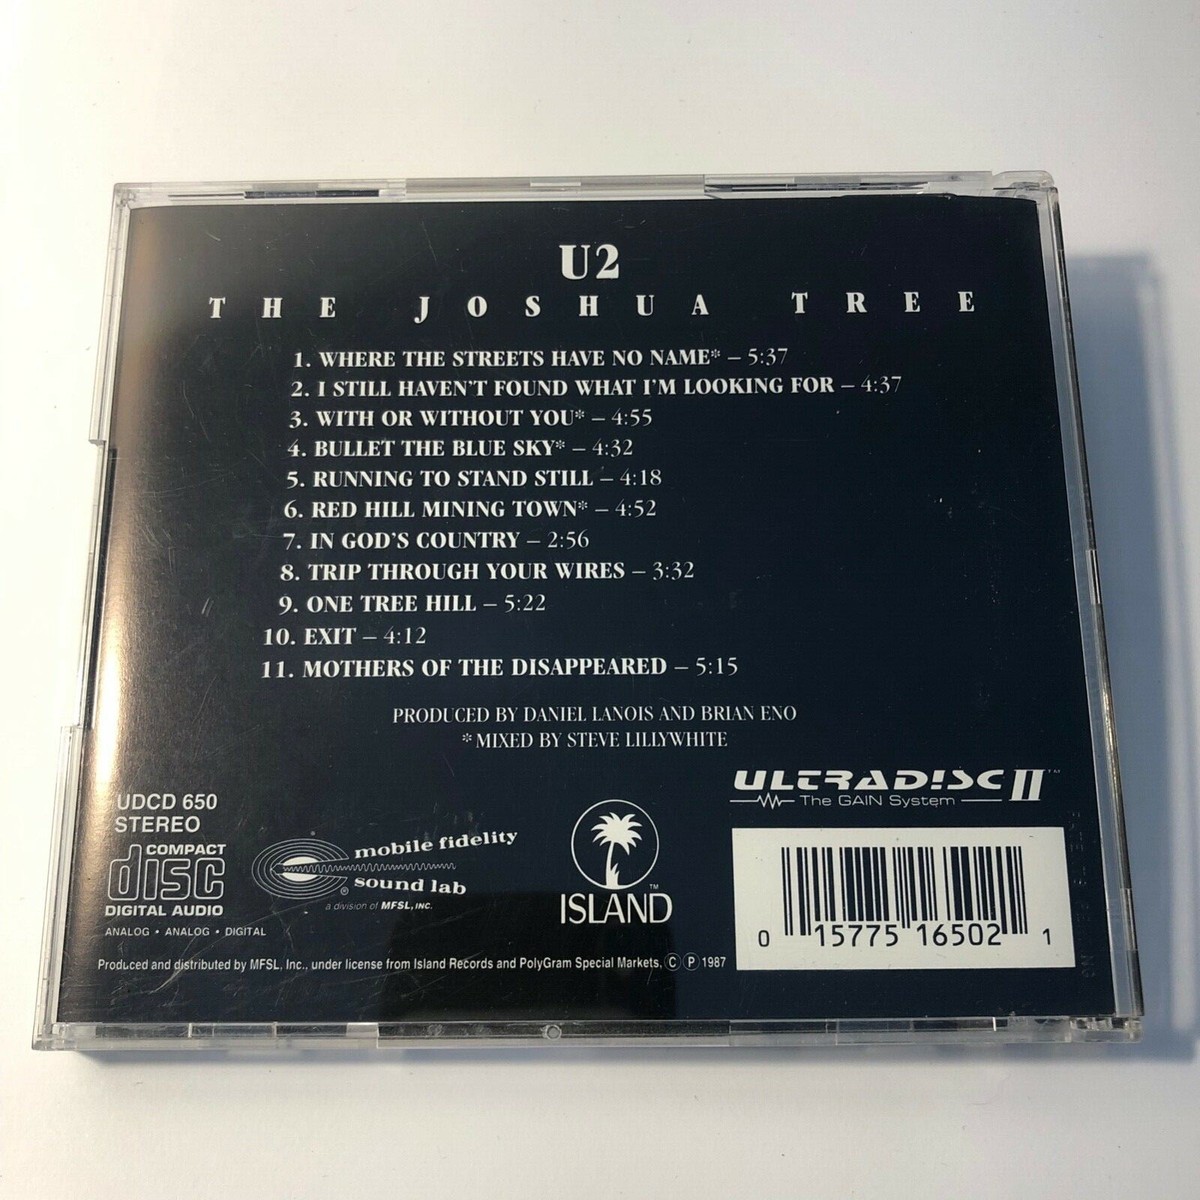 U2
THE JOSHUA TREE
1. WHERE THE STREETS HAVE NO NAME* – 5:37
2. I STILL HAVEN'T FOUND WHAT I'M LOOKING FOR – 4:37
3. WITH OR WITHOUT YOU* – 4:55
4. BULLET THE BLUE SKY* – 4:32
5. RUNNING TO STAND STILL – 4:18
6. RED HILL MINING TOWN* – 4:52
7. IN GOD'S COUNTRY – 2:56
8. TRIP THROUGH YOUR WIRES – 3:32
9. ONE TREE HILL – 5:22
10. EXIT – 4:12
11. MOTHERS OF THE DISAPPEARED – 5:15
PRODUCED BY DANIEL LANOIS AND BRIAN ENO
*MIXED BY STEVE LILLYWHITE
ULTRADISC II™
The GAIN System
UDCD 650
STEREO
COMPACT
disc
DIGITAL AUDIO
ANALOG • ANALOG • DIGITAL
mobile fidelity
sound lab
®
a division of MFSL, INC.
ISLAND™
0 15775 16502 1
Produced and distributed by MFSL, Inc., under license from Island Records and PolyGram Special Markets, Ⓒ Ⓟ 1987